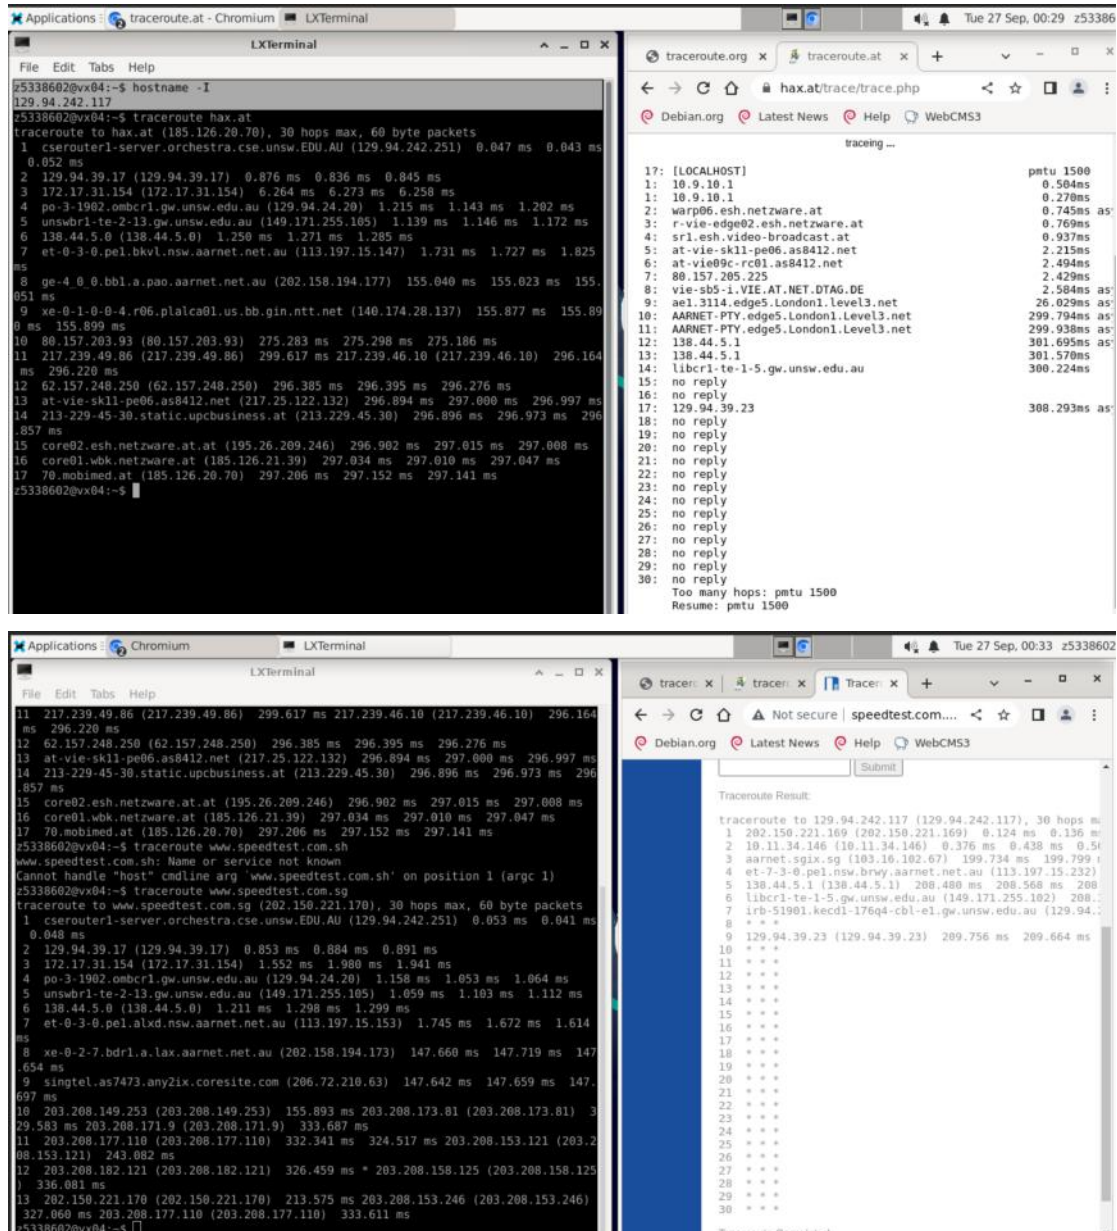 Applications traceroute.at - Chromium LXTerminal Tue 27 Sep, 00:29 z53386
LXTerminal
File Edit Tabs Help
z5338602@vx04:~$ hostname -I
129.94.242.117
z5338602@vx04:~$ traceroute hax.at
traceroute to hax.at (185.126.20.70), 30 hops max, 60 byte packets
1 cserouter1-server.orchestra.cse.unsw.EDU.AU (129.94.242.251) 0.047 ms 0.043 ms
0.052 ms
2 129.94.39.17 (129.94.39.17) 0.876 ms 0.836 ms 0.845 ms
3 172.17.31.154 (172.17.31.154) 6.264 ms 6.273 ms 6.258 ms
4 po-3-1902.ombcr1.gw.unsw.edu.au (129.94.24.20) 1.215 ms 1.143 ms 1.202 ms
5 unswbr1-te-2-13.gw.unsw.edu.au (149.171.255.105) 1.139 ms 1.146 ms 1.172 ms
6 138.44.5.0 (138.44.5.0) 1.250 ms 1.271 ms 1.285 ms
7 et-0-3-0.pe1.bkvl.nsw.aarnet.net.au (113.197.15.147) 1.731 ms 1.727 ms 1.825
ms
8 ge-4_0_0.bb1.a.pao.aarnet.net.au (202.158.194.177) 155.040 ms 155.023 ms 155.
051 ms
9 xe-0-1-0-0-4.r06.plalca01.us.bb.gin.ntt.net (140.174.28.137) 155.877 ms 155.89
0 ms 155.899 ms
10 80.157.203.93 (80.157.203.93) 275.283 ms 275.298 ms 275.186 ms
11 217.239.49.86 (217.239.49.86) 299.617 ms 217.239.46.10 (217.239.46.10) 296.164
ms 296.220 ms
12 62.157.248.250 (62.157.248.250) 296.385 ms 296.395 ms 296.276 ms
13 at-vie-sk11-pe06.as8412.net (217.25.122.132) 296.894 ms 297.000 ms 296.997 ms
14 213-229-45-30.static.upcbusiness.at (213.229.45.30) 296.896 ms 296.973 ms 296
.857 ms
15 core02.esh.netzware.at.at (195.26.209.246) 296.902 ms 297.015 ms 297.008 ms
16 core01.wbk.netzware.at (185.126.21.39) 297.034 ms 297.010 ms 297.047 ms
17 70.mobimed.at (185.126.20.70) 297.206 ms 297.152 ms 297.141 ms
z5338602@vx04:~$
traceroute.org traceroute.at
hax.at/trace/trace.php
Debian.org Latest News Help WebCMS3
traceing ...
1?: [LOCALHOST] pmtu 1500
1: 10.9.10.1 0.504ms
1: 10.9.10.1 0.270ms
2: warp06.esh.netzware.at 0.745ms
3: r-vie-edge02.esh.netzware.at 0.769ms
4: sr1.esh.video-broadcast.at 0.937ms
5: at-vie-sk11-pe06.as8412.net 2.215ms
6: at-vie09c-rc01.as8412.net 2.494ms
7: 80.157.205.225 2.429ms
8: vie-sb5-i.VIE.AT.NET.DTAG.DE 2.584ms
9: ae1.3114.edge5.London1.level3.net 26.029ms
10: AARNET-PTY.edge5.London1.Level3.net 299.794ms
11: AARNET-PTY.edge5.London1.Level3.net 299.938ms
12: 138.44.5.1 301.695ms
13: 138.44.5.1 301.570ms
14: libcr1-te-1-5.gw.unsw.edu.au 300.224ms
15: no reply
16: no reply
17: 129.94.39.23 308.293ms
18: no reply
19: no reply
20: no reply
21: no reply
22: no reply
23: no reply
24: no reply
25: no reply
26: no reply
27: no reply
28: no reply
29: no reply
30: no reply
Too many hops: pmtu 1500
Resume: pmtu 1500
Applications Chromium LXTerminal Tue 27 Sep, 00:33 z5338602
LXTerminal
File Edit Tabs Help
11 217.239.49.86 (217.239.49.86) 299.617 ms 217.239.46.10 (217.239.46.10) 296.164
ms 296.220 ms
12 62.157.248.250 (62.157.248.250) 296.385 ms 296.395 ms 296.276 ms
13 at-vie-sk11-pe06.as8412.net (217.25.122.132) 296.894 ms 297.000 ms 296.997 ms
14 213-229-45-30.static.upcbusiness.at (213.229.45.30) 296.896 ms 296.973 ms 296
.857 ms
15 core02.esh.netzware.at.at (195.26.209.246) 296.902 ms 297.015 ms 297.008 ms
16 core01.wbk.netzware.at (185.126.21.39) 297.034 ms 297.010 ms 297.047 ms
17 70.mobimed.at (185.126.20.70) 297.206 ms 297.152 ms 297.141 ms
z5338602@vx04:~$ traceroute www.speedtest.com.sh
www.speedtest.com.sh: Name or service not known
Cannot handle "host" cmdline arg `www.speedtest.com.sh' on position 1 (argc 1)
z5338602@vx04:~$ traceroute www.speedtest.com.sg
traceroute to www.speedtest.com.sg (202.150.221.170), 30 hops max, 60 byte packets
1 cserouter1-server.orchestra.cse.unsw.EDU.AU (129.94.242.251) 0.053 ms 0.041 ms
0.048 ms
2 129.94.39.17 (129.94.39.17) 0.853 ms 0.884 ms 0.891 ms
3 172.17.31.154 (172.17.31.154) 1.552 ms 1.980 ms 1.941 ms
4 po-3-1902.ombcr1.gw.unsw.edu.au (129.94.24.20) 1.158 ms 1.053 ms 1.064 ms
5 unswbr1-te-2-13.gw.unsw.edu.au (149.171.255.105) 1.059 ms 1.103 ms 1.112 ms
6 138.44.5.0 (138.44.5.0) 1.211 ms 1.298 ms 1.299 ms
7 et-0-3-0.pe1.alxd.nsw.aarnet.net.au (113.197.15.153) 1.745 ms 1.672 ms 1.614
ms
8 xe-0-2-7.bdr1.a.lax.aarnet.net.au (202.158.194.173) 147.660 ms 147.719 ms 147
.654 ms
9 singtel.as7473.any2ix.coresite.com (206.72.210.63) 147.642 ms 147.659 ms 147.
697 ms
10 203.208.149.253 (203.208.149.253) 155.893 ms 203.208.173.81 (203.208.173.81) 3
29.583 ms 203.208.171.9 (203.208.171.9) 333.687 ms
11 203.208.177.110 (203.208.177.110) 332.341 ms 324.517 ms 203.208.153.121 (203.2
08.153.121) 243.082 ms
12 203.208.182.121 (203.208.182.121) 326.459 ms * 203.208.158.125 (203.208.158.125
) 336.081 ms
13 202.150.221.170 (202.150.221.170) 213.575 ms 203.208.153.246 (203.208.153.246)
327.060 ms 203.208.177.110 (203.208.177.110) 333.611 ms
z5338602@vx04:~$
tracero tracer Tracer
Not secure speedtest.com....
Debian.org Latest News Help WebCMS3
Submit
Traceroute Result:
traceroute to 129.94.242.117 (129.94.242.117), 30 hops
1 202.150.221.169 (202.150.221.169) 0.124 ms 0.136
2 10.11.34.146 (10.11.34.146) 0.376 ms 0.438 ms
3 aarnet.sgix.sg (103.16.102.67) 199.734 ms 199.799
4 et-7-3-0.pe1.nsw.brwy.aarnet.net.au (113.197.15.232)
5 138.44.5.1 (138.44.5.1) 208.480 ms 208.568 ms 208
6 libcr1-te-1-5.gw.unsw.edu.au (149.171.255.102) 208.
7 irb-51901.kecd1-176q4-cbl-e1.gw.unsw.edu.au (129.94.
8 * * *
9 129.94.39.23 (129.94.39.23) 209.756 ms 209.664 ms
10 * * *
11 * * *
12 * * *
13 * * *
14 * * *
15 * * *
16 * * *
17 * * *
18 * * *
19 * * *
20 * * *
21 * * *
22 * * *
23 * * *
24 * * *
25 * * *
26 * * *
27 * * *
28 * * *
29 * * *
30 * * *